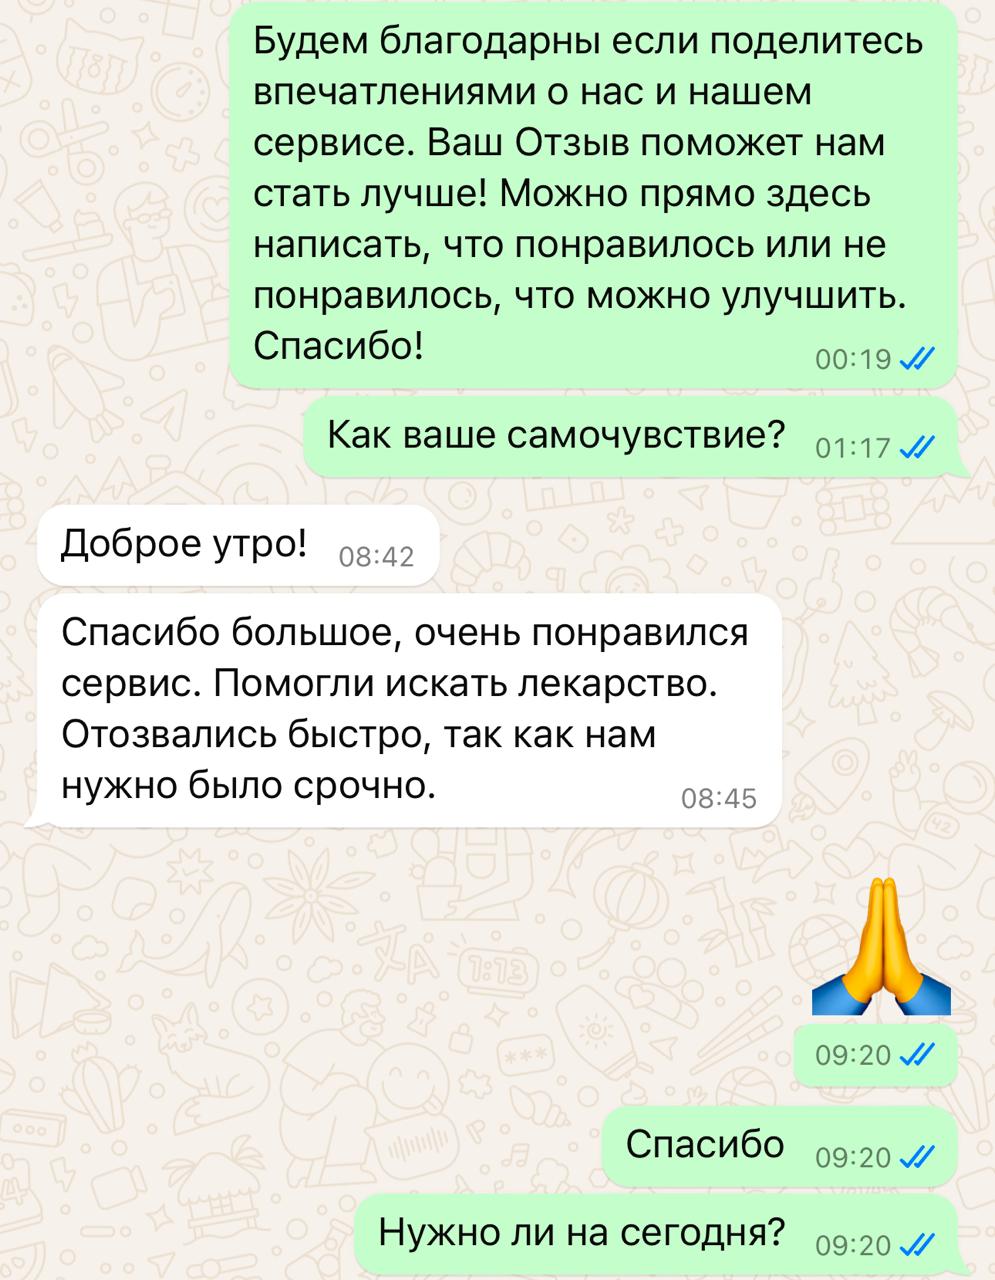 Будем благодарны если поделитесь
впечатлениями о нас и нашем
сервисе. Ваш Отзыв поможет нам
стать лучше! Можно прямо здесь
написать, что понравилось или не
понравилось, что можно улучшить.
Спасибо!
00:19
Как ваше самочувствие?
01:17
Доброе утро!
08:42
Спасибо большое, очень понравился
сервис. Помогли искать лекарство.
Отозвались быстро, так как нам
нужно было срочно.
08:45
🙏
09:20
Спасибо
09:20
Нужно ли на сегодня?
09:20